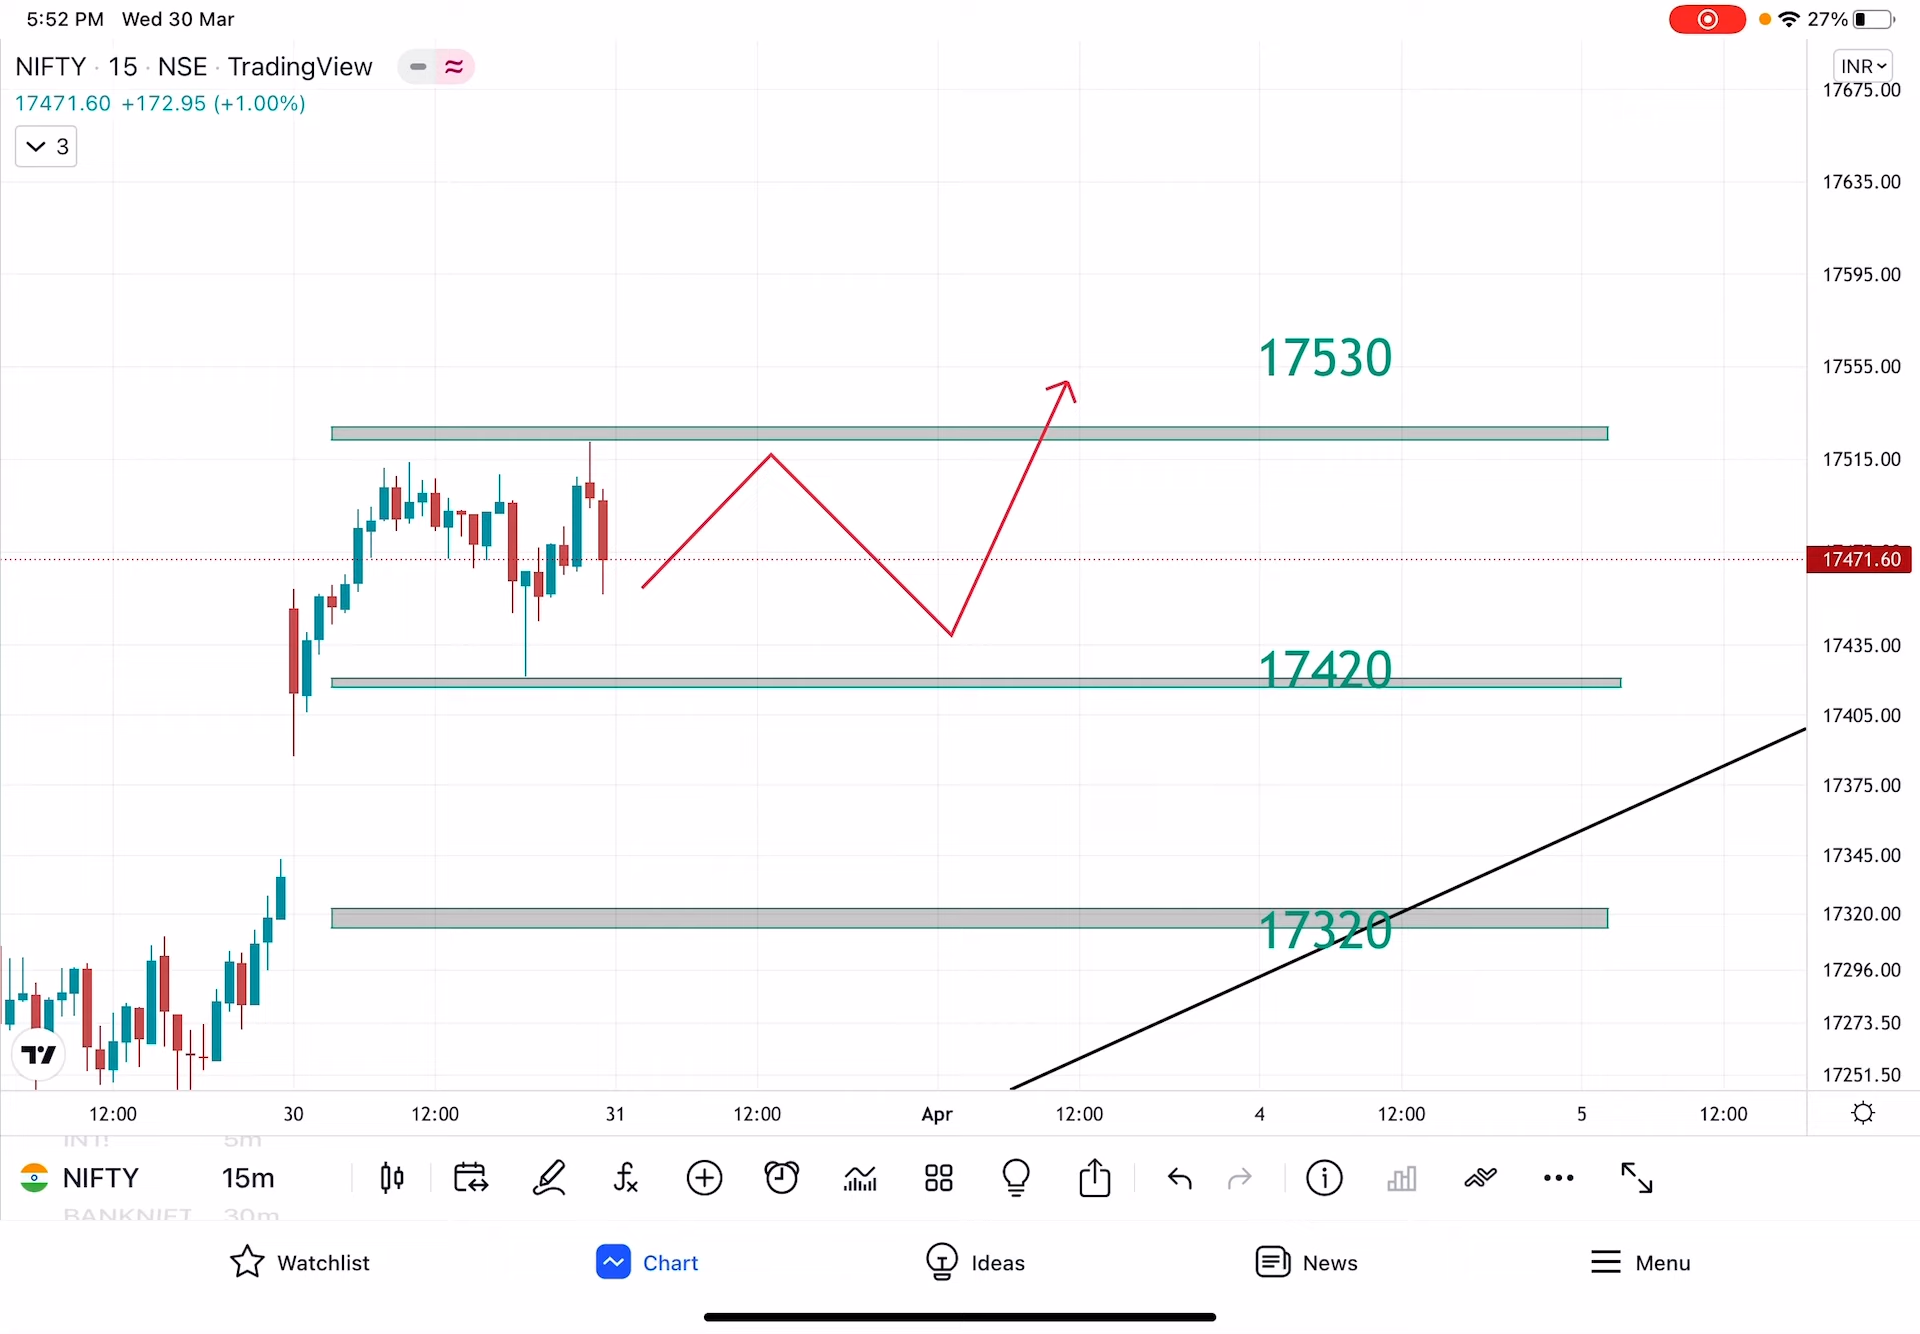 5:52 PM Wed 30 Mar
27%
NIFTY · 15 · NSE · TradingView
INR
17471.60 +172.95 (+1.00%)
3
17675.00
17635.00
17595.00
17555.00
17515.00
17471.60
17435.00
17405.00
17375.00
17345.00
17320.00
17296.00
17273.50
17251.50
17530
17420
17320
12:00 30 12:00 31 12:00 Apr 12:00 4 12:00 5 12:00
5m
NIFTY 15m
BANKNIFT 30m
Watchlist Chart Ideas News Menu